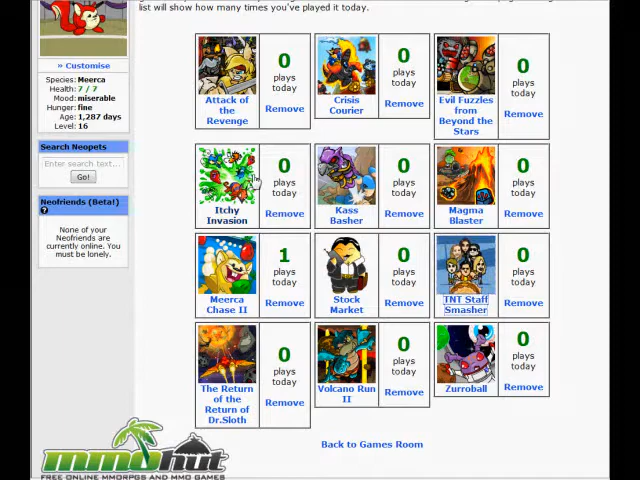 list will show how many times you've played it today.
» Customise
Species: Meerca
Health: 7 / 7
Mood: miserable
Hunger: fine
Age: 1,287 days
Level: 16
Search Neopets
Enter search text...
Go!
Neofriends (Beta!)
?
None of your
Neofriends are
currently online. You
must be lonely.
0
plays
today
Remove
Attack of
the
Revenge
0
plays
today
Remove
Crisis
Courier
0
plays
today
Remove
Evil Fuzzles
from
Beyond the
Stars
0
plays
today
Remove
Itchy
Invasion
0
plays
today
Remove
Kass
Basher
0
plays
today
Remove
Magma
Blaster
1
plays
today
Remove
Meerca
Chase II
0
plays
today
Remove
Stock
Market
0
plays
today
Remove
TNT Staff
Smasher
0
plays
today
Remove
The Return
of the
Return of
Dr.Sloth
0
plays
today
Remove
Volcano Run
II
0
plays
today
Remove
Zurroball
Back to Games Room
mmohut
FREE ONLINE MMORPGS AND MMO GAMES